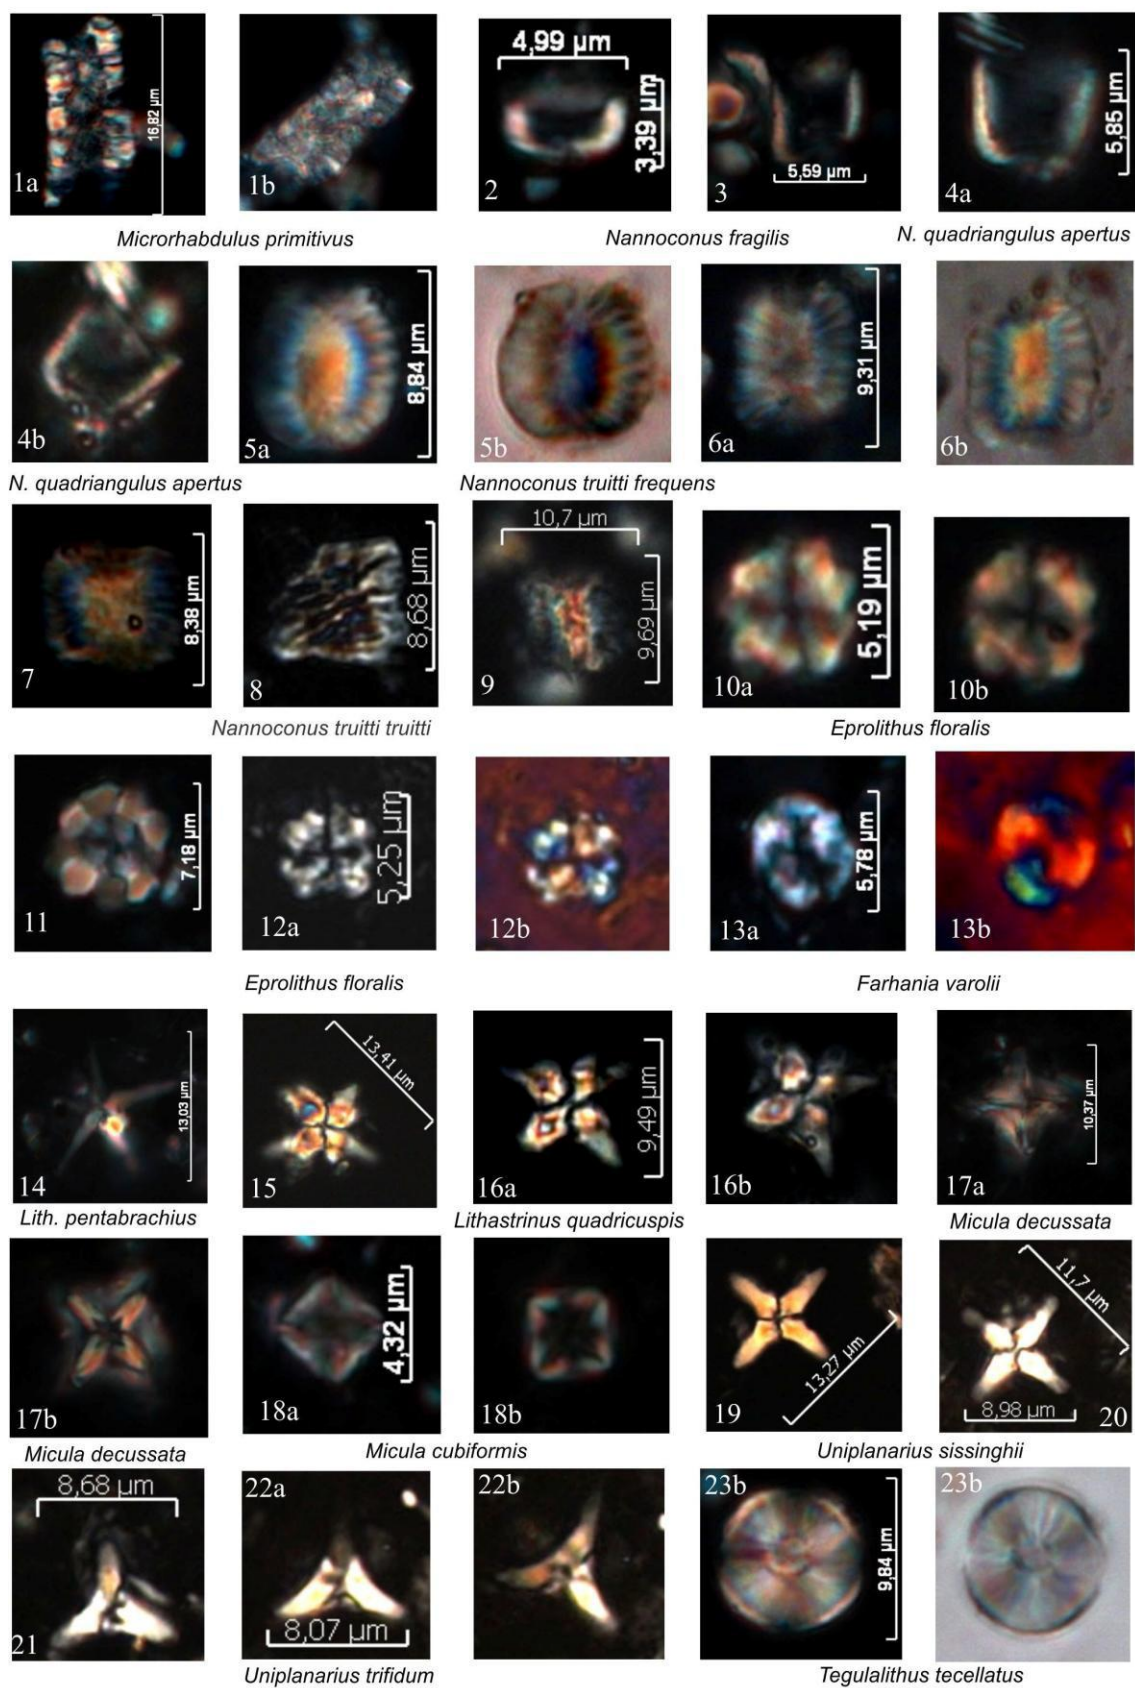 16,82 µm
1a
1b
4,99 µm
3,39 µm
2
5,59 µm
3
5,85 µm
4a
Microrhabdulus primitivus
Nannoconus fragilis
N. quadriangulus apertus
4b
8,84 µm
5a
5b
9,31 µm
6a
6b
N. quadriangulus apertus
Nannoconus truitti frequens
8,38 µm
7
8,68 µm
8
10,7 µm
9,69 µm
9
5,19 µm
10a
10b
Nannoconus truitti truitti
Eprolithus floralis
7,18 µm
11
5,25 µm
12a
12b
5,78 µm
13a
13b
Eprolithus floralis
Farhania varolii
13,03 µm
14
13,41 µm
15
9,49 µm
16a
16b
10,37 µm
17a
Lith. pentabrachius
Lithastrinus quadricuspis
Micula decussata
17b
4,32 µm
18a
18b
13,27 µm
19
11,7 µm
8,98 µm
20
Micula decussata
Micula cubiformis
Uniplanarius sissinghii
8,68 µm
21
22a
8,07 µm
22b
23b
9,84 µm
23b
Uniplanarius trifidum
Tegulalithus tecellatus